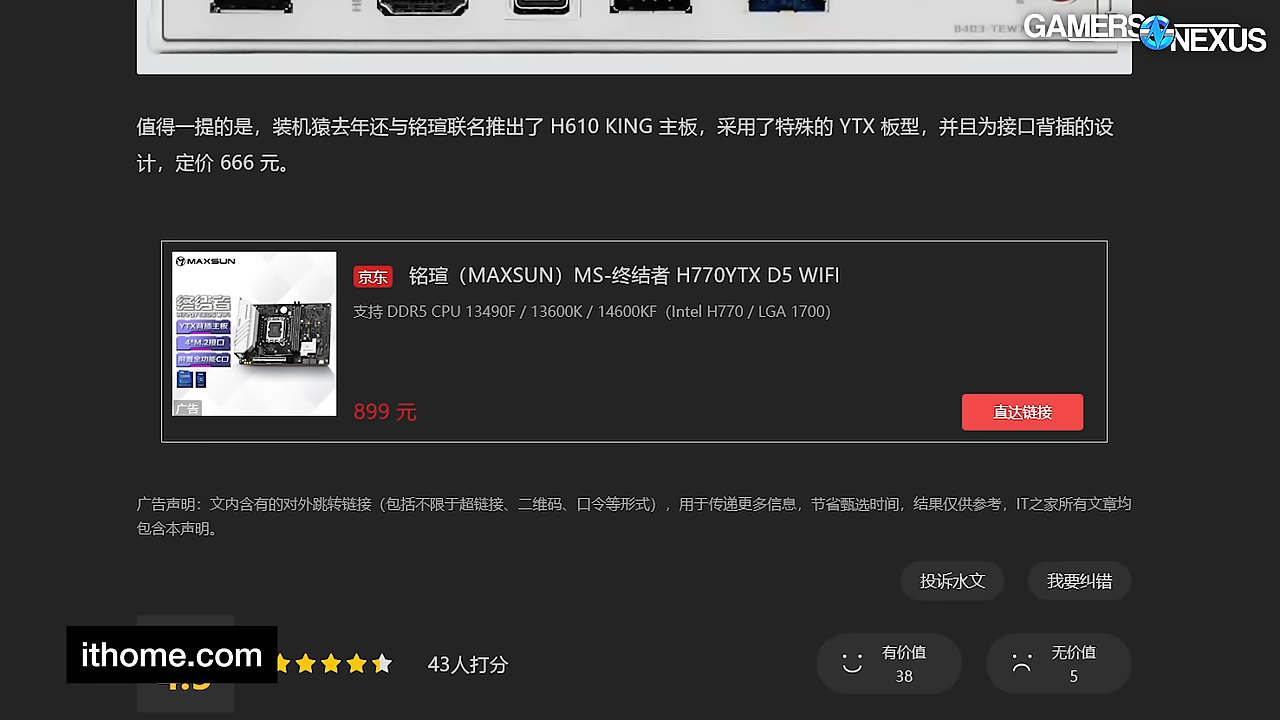 GAMERS NEXUS
值得一提的是，装机猿去年还与铭瑄联名推出了 H610 KING 主板，采用了特殊的 YTX 板型，并且为接口背插的设
计，定价 666 元。
MAXSUN
终结者
YTX背插主板
4*M.2接口
前置全功能C口
广告
京东 铭瑄（MAXSUN）MS-终结者 H770YTX D5 WIFI
支持 DDR5 CPU 13490F / 13600K / 14600KF（Intel H770 / LGA 1700）
899 元
直达链接
广告声明：文内含有的对外跳转链接（包括不限于超链接、二维码、口令等形式），用于传递更多信息，节省甄选时间，结果仅供参考，IT之家所有文章均
包含本声明。
投诉水文
我要纠错
ithome.com
43人打分
有价值
38
无价值
5